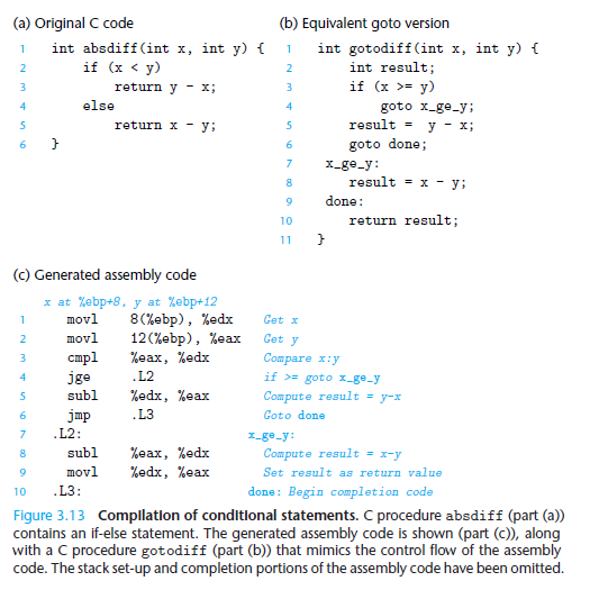 (a) Original C code
1 int absdiff(int x, int y) {
2 if (x < y)
3 return y - x;
4 else
5 return x - y;
6 }
(b) Equivalent goto version
1 int gotodiff(int x, int y) {
2 int result;
3 if (x >= y)
4 goto x_ge_y;
5 result = y - x;
6 goto done;
7 x_ge_y:
8 result = x - y;
9 done:
10 return result;
11 }
(c) Generated assembly code
x at %ebp+8, y at %ebp+12
1 movl 8(%ebp), %edx Get x
2 movl 12(%ebp), %eax Get y
3 cmpl %eax, %edx Compare x:y
4 jge .L2 if >= goto x_ge_y
5 subl %edx, %eax Compute result = y-x
6 jmp .L3 Goto done
7 .L2: x_ge_y:
8 subl %eax, %edx Compute result = x-y
9 movl %edx, %eax Set result as return value
10 .L3: done: Begin completion code
Figure 3.13 Compilation of conditional statements. C procedure absdiff (part (a))
contains an if-else statement. The generated assembly code is shown (part (c)), along
with a C procedure gotodiff (part (b)) that mimics the control flow of the assembly
code. The stack set-up and completion portions of the assembly code have been omitted.